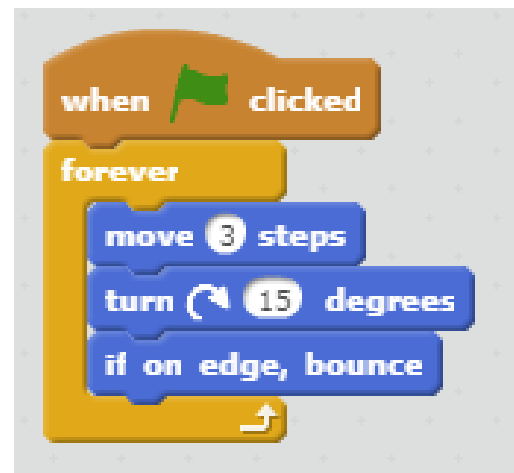 when clicked
forever
move 3 steps
turn 15 degrees
if on edge, bounce